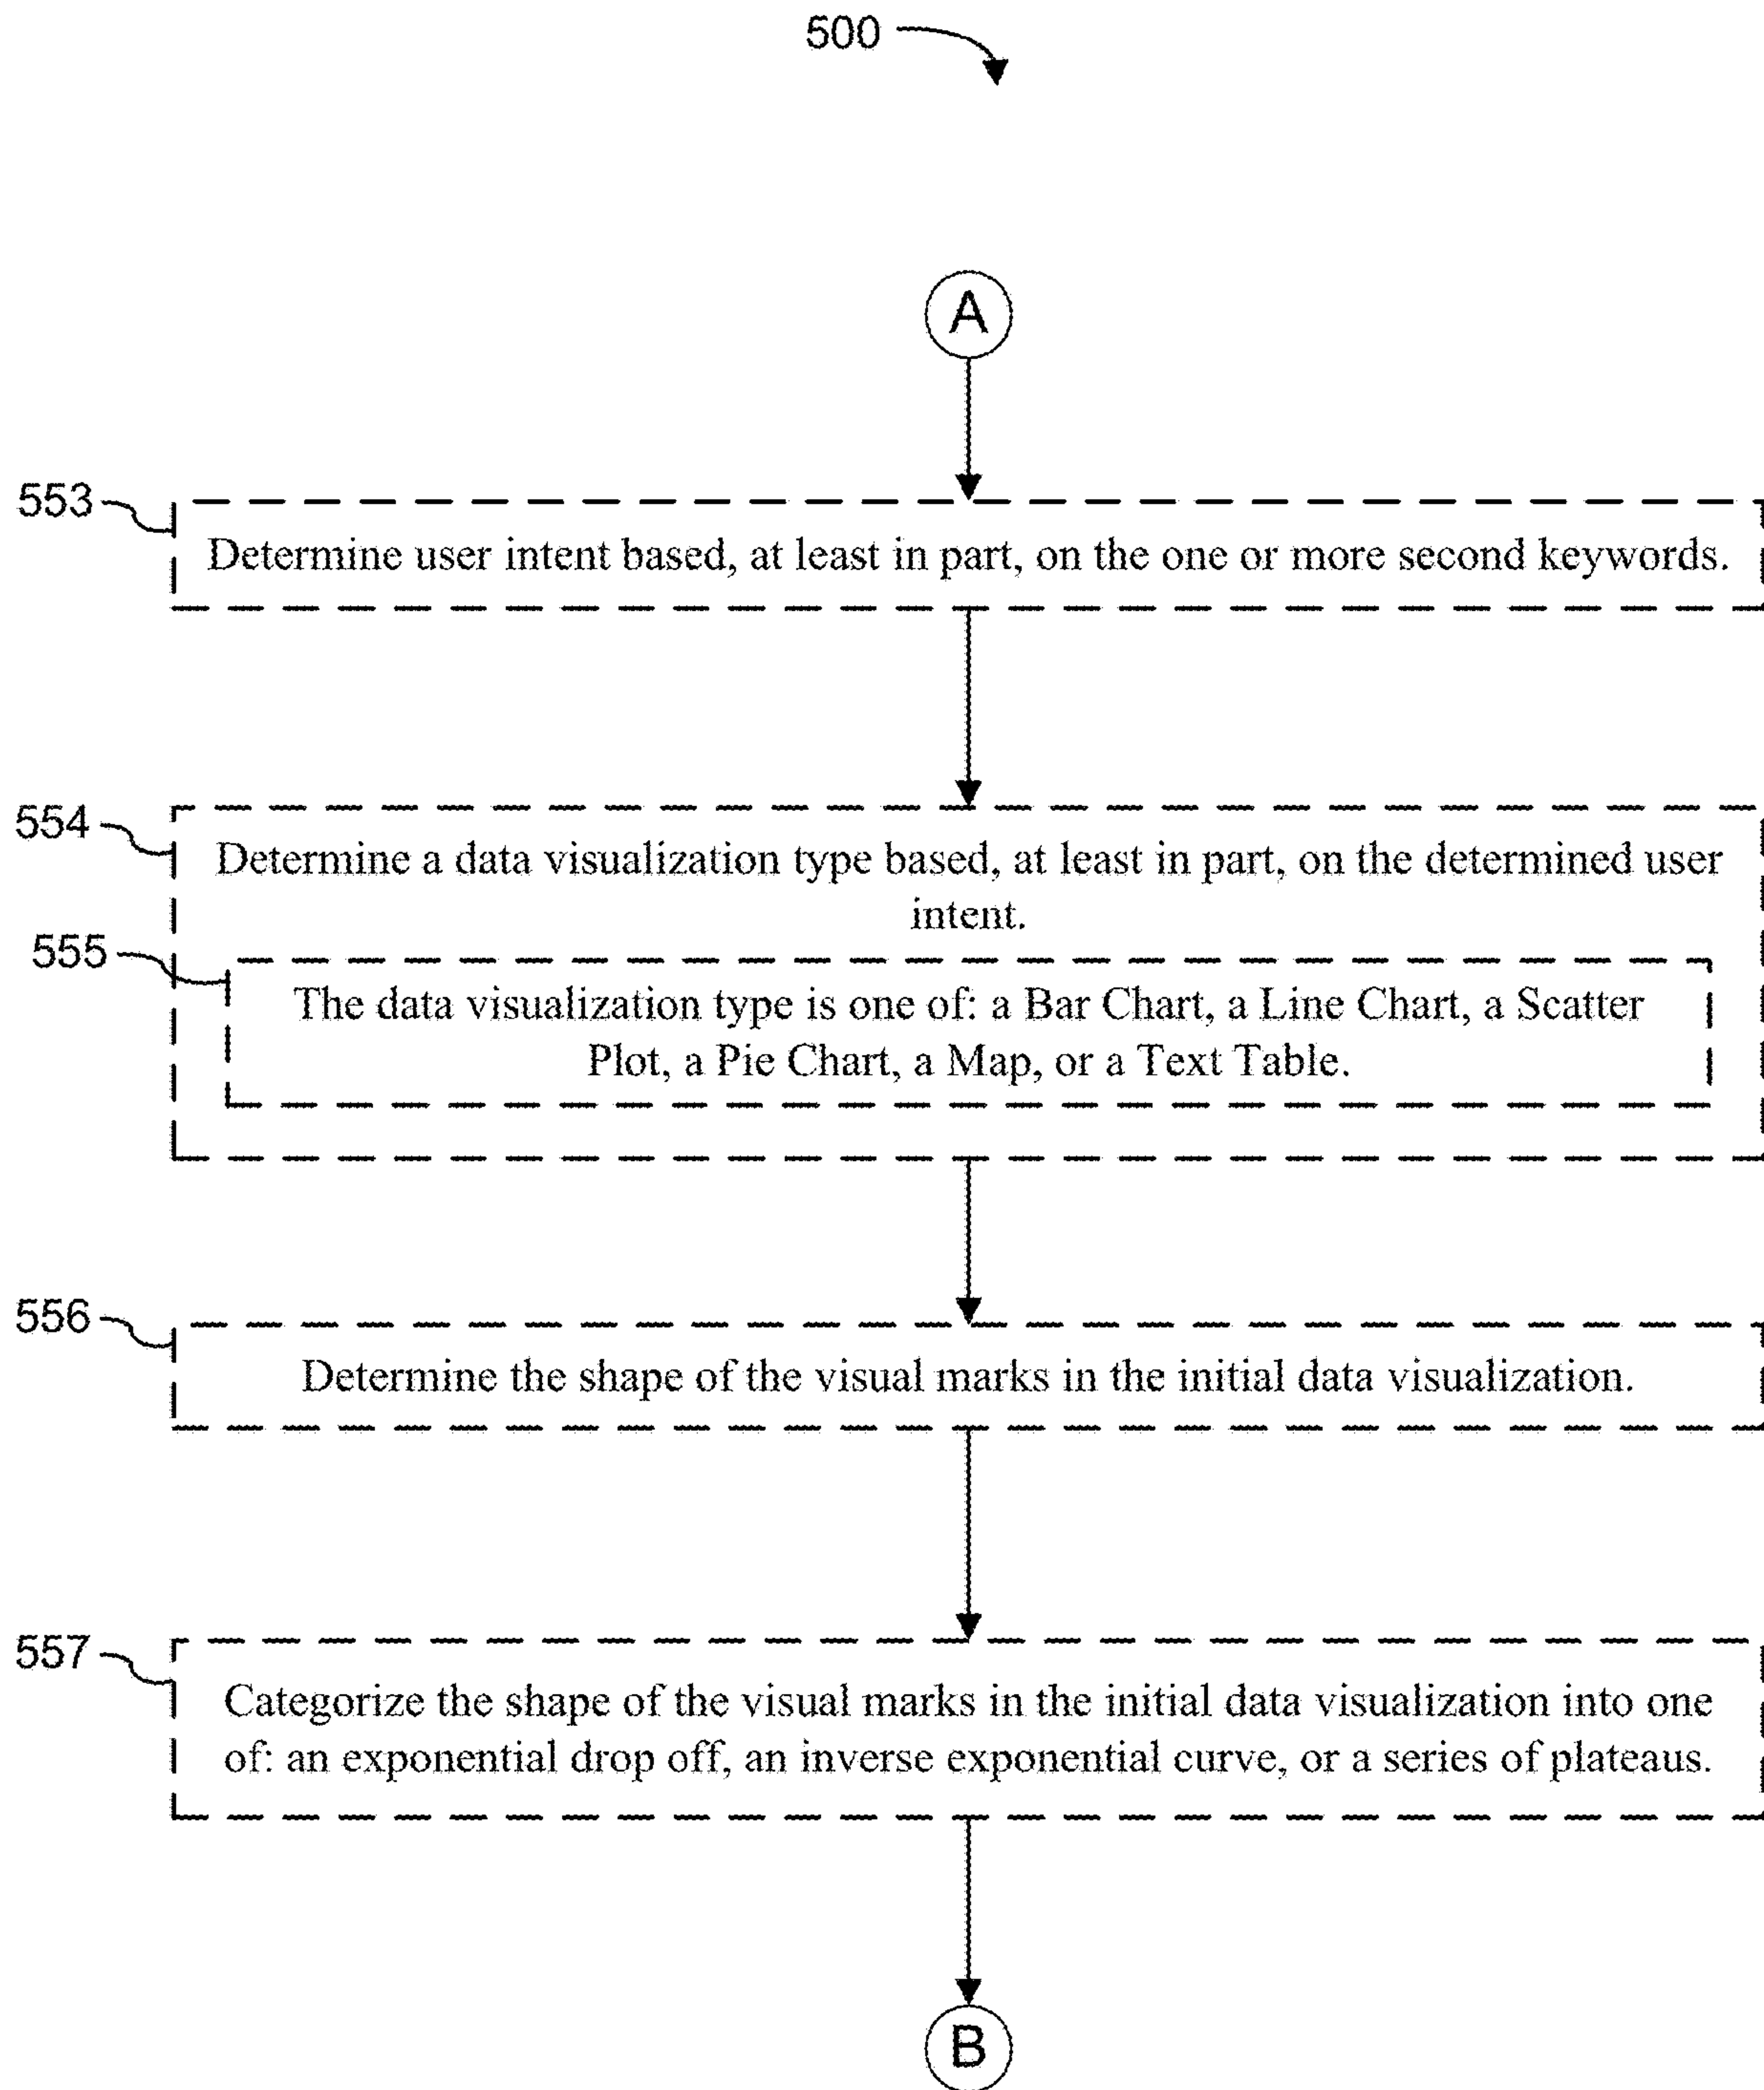 500
A
553
Determine user intent based, at least in part, on the one or more second keywords.
554
Determine a data visualization type based, at least in part, on the determined user
intent.
555
The data visualization type is one of: a Bar Chart, a Line Chart, a Scatter
Plot, a Pie Chart, a Map, or a Text Table.
556
Determine the shape of the visual marks in the initial data visualization.
557
Categorize the shape of the visual marks in the initial data visualization into one
of: an exponential drop off, an inverse exponential curve, or a series of plateaus.
B